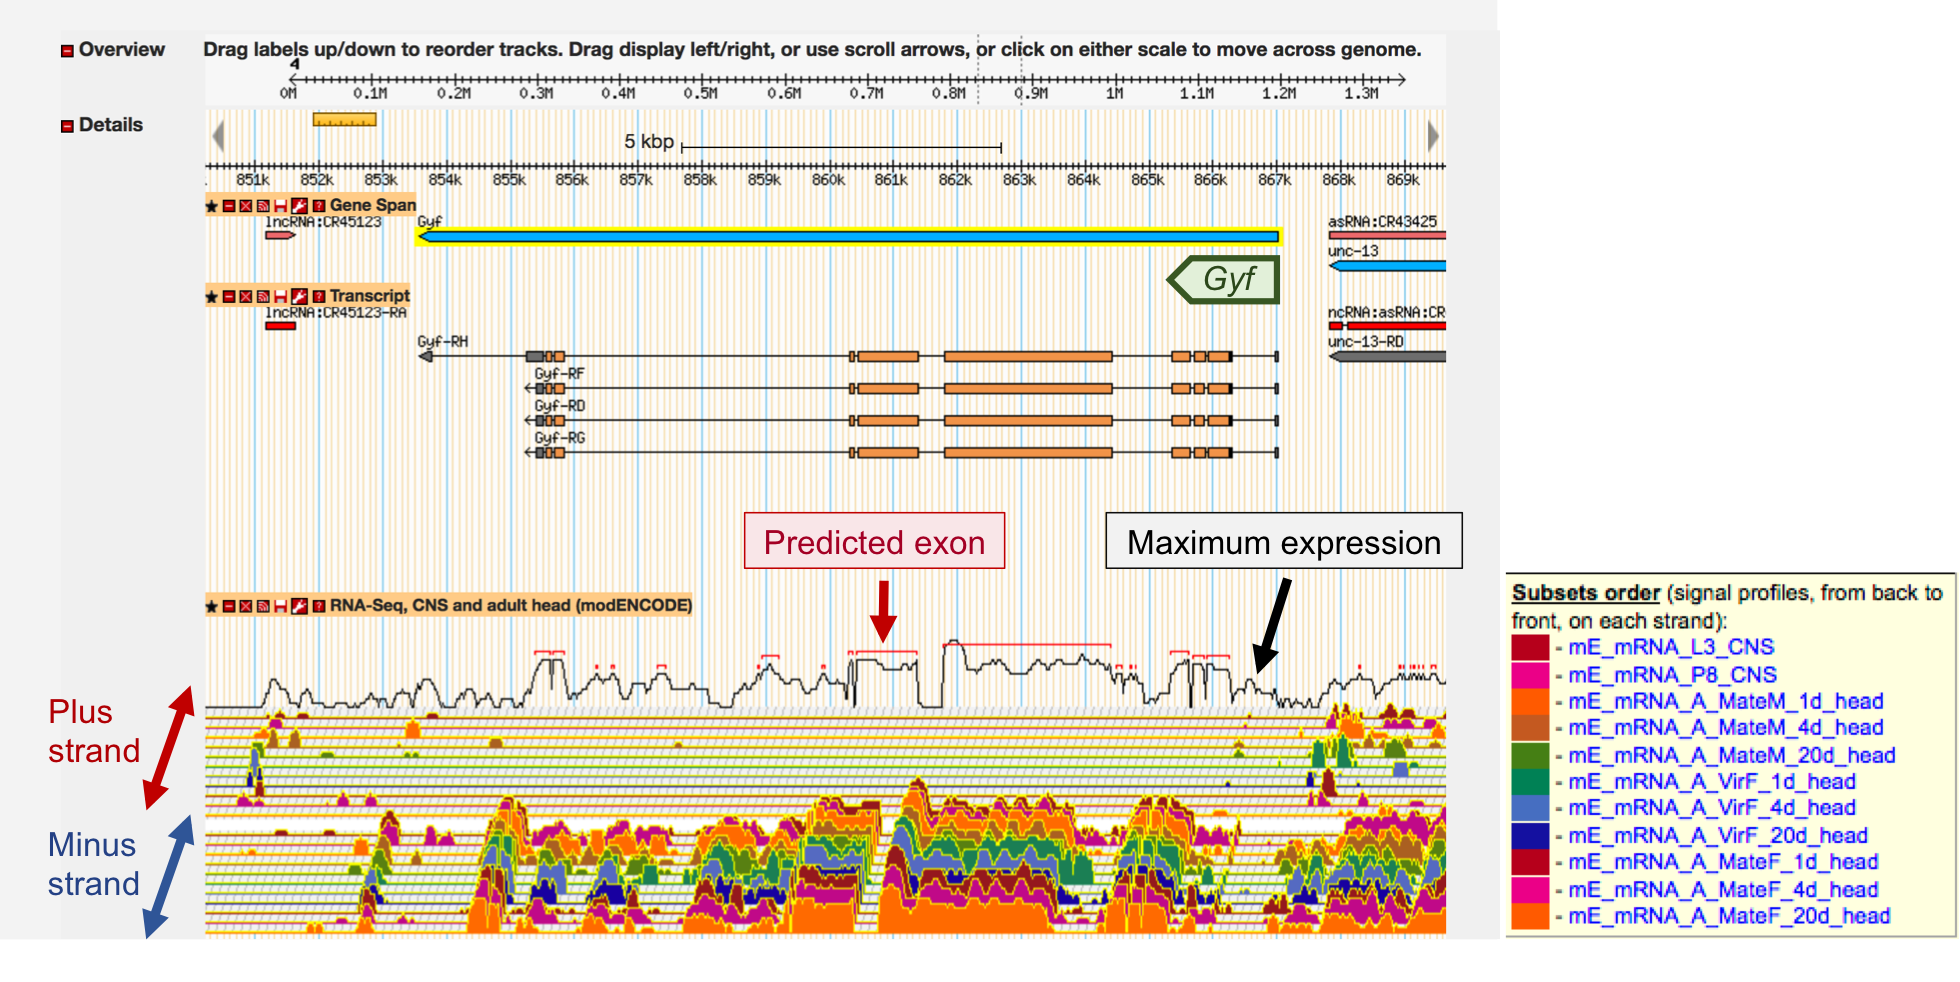 Overview
Drag labels up/down to reorder tracks. Drag display left/right, or use scroll arrows, or click on either scale to move across genome.
4
0M 0.1M 0.2M 0.3M 0.4M 0.5M 0.6M 0.7M 0.8M 0.9M 1M 1.1M 1.2M 1.3M
Details
5 kbp
851k 852k 853k 854k 855k 856k 857k 858k 859k 860k 861k 862k 863k 864k 865k 866k 867k 868k 869k
Gene Span
lncRNA:CR45123
Gyf
asRNA:CR43425
unc-13
Gyf
Transcript
lncRNA:CR45123-RA
ncRNA:asRNA:CR
Gyf-RH
unc-13-RD
Gyf-RF
Gyf-RD
Gyf-RG
Predicted exon
Maximum expression
RNA-Seq, CNS and adult head (modENCODE)
Plus
strand
Minus
strand
Subsets order (signal profiles, from back to
front, on each strand):
- mE_mRNA_L3_CNS
- mE_mRNA_P8_CNS
- mE_mRNA_A_MateM_1d_head
- mE_mRNA_A_MateM_4d_head
- mE_mRNA_A_MateM_20d_head
- mE_mRNA_A_VirF_1d_head
- mE_mRNA_A_VirF_4d_head
- mE_mRNA_A_VirF_20d_head
- mE_mRNA_A_MateF_1d_head
- mE_mRNA_A_MateF_4d_head
- mE_mRNA_A_MateF_20d_head